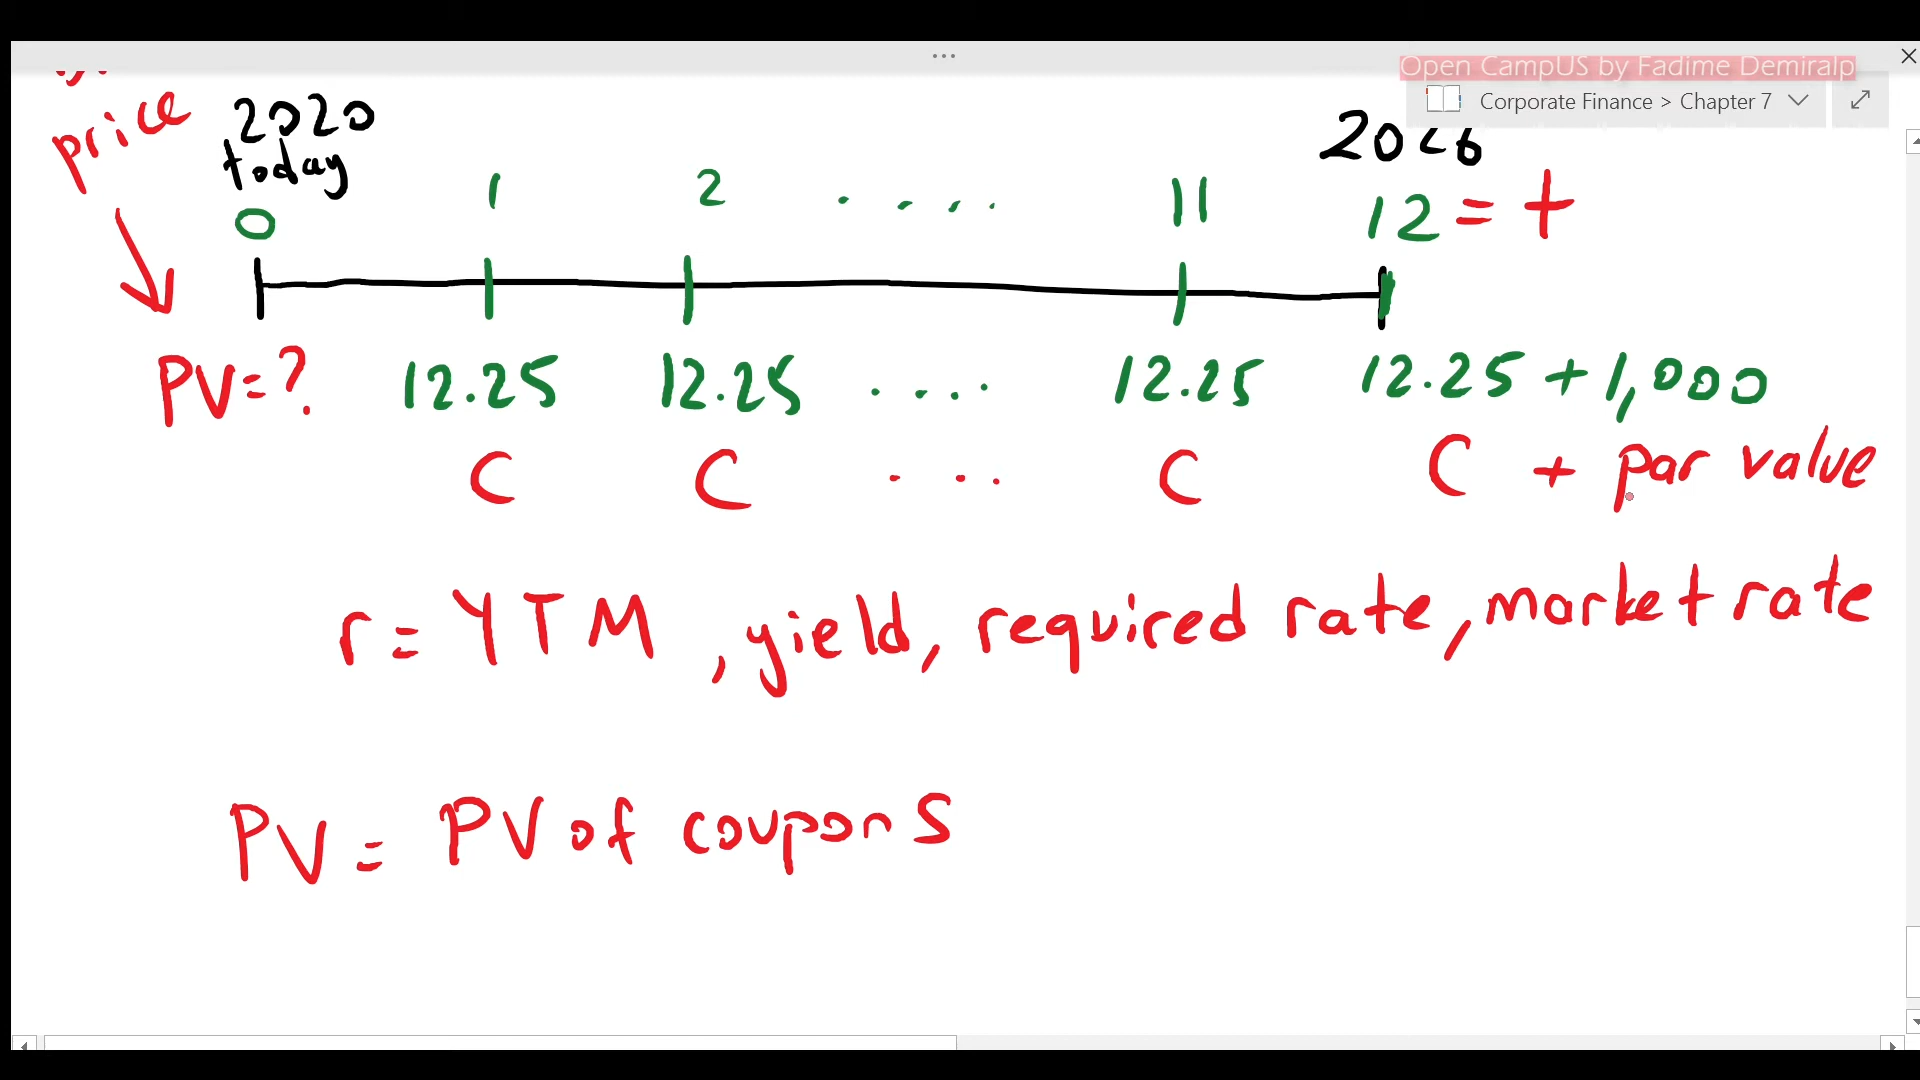 Open CampUS by Fadime Demiralp
Corporate Finance > Chapter 7
price
2020
today
2026
0 1 2 .... 11 12 = t
PV=? 12.25 12.25 .... 12.25 12.25 + 1,000
C C ... C C + par value
r = YTM, yield, required rate, market rate
PV = PV of coupons